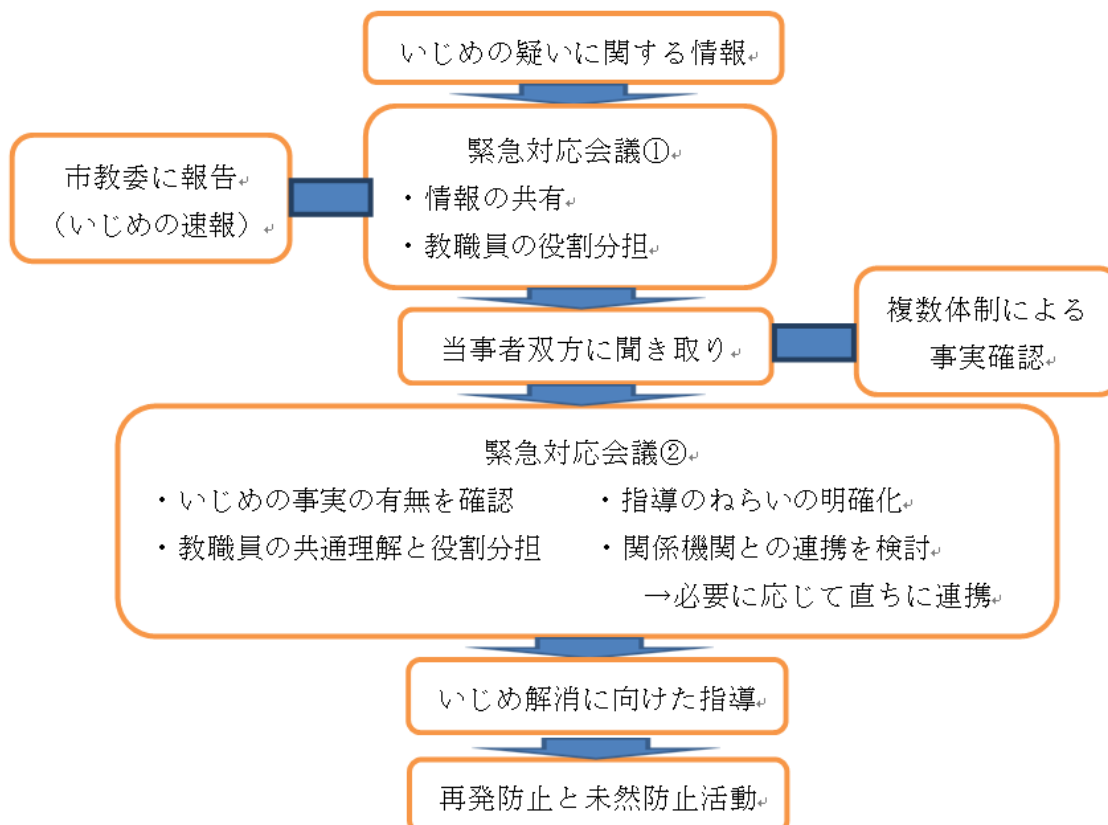 いじめの疑いに関する情報
緊急対応会議①
・情報の共有
・教職員の役割分担
市教委に報告
（いじめの速報）
当事者双方に聞き取り
複数体制による
事実確認
緊急対応会議②
・いじめの事実の有無を確認 ・指導のねらいの明確化
・教職員の共通理解と役割分担 ・関係機関との連携を検討
→必要に応じて直ちに連携
いじめ解消に向けた指導
再発防止と未然防止活動